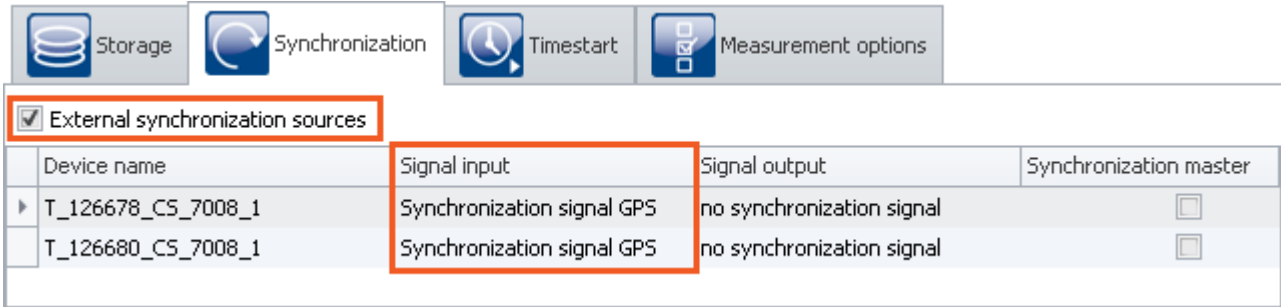 Storage Synchronization Timestart Measurement options
External synchronization sources
Device name Signal input Signal output Synchronization master
T_126678_CS_7008_1 Synchronization signal GPS no synchronization signal
T_126680_CS_7008_1 Synchronization signal GPS no synchronization signal